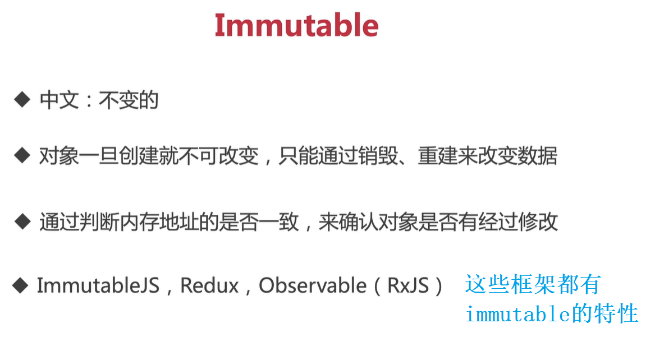 Immutable
◆ 中文：不变的
◆ 对象一旦创建就不可改变，只能通过销毁、重建来改变数据
◆ 通过判断内存地址的是否一致，来确认对象是否有经过修改
◆ ImmutableJS，Redux，Observable（RxJS） 这些框架都有
immutable的特性